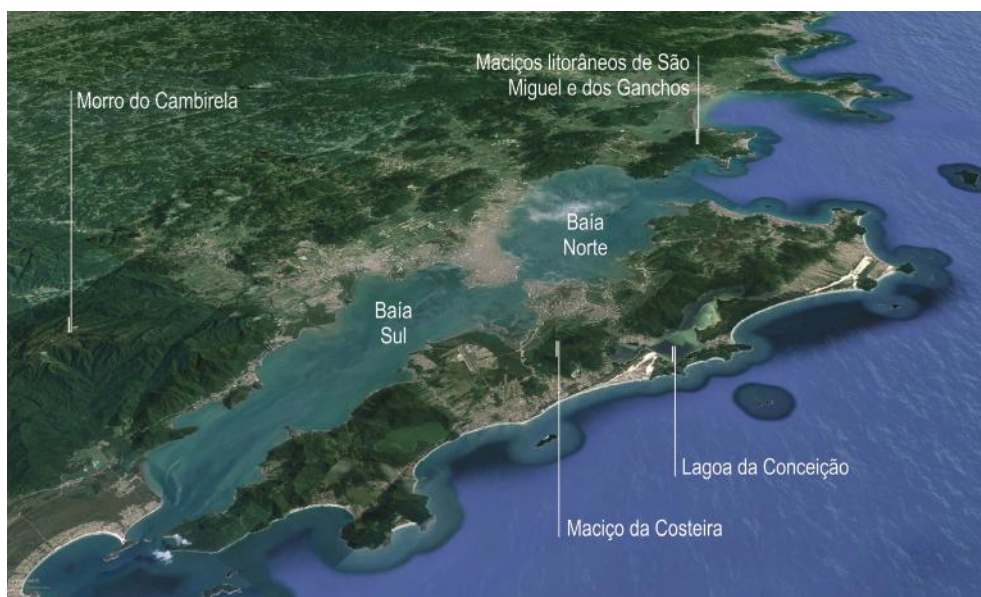 Maciços litorâneos de São
Miguel e dos Ganchos
Morro do Cambirela
Baía
Norte
Baía
Sul
Lagoa da Conceição
Maciço da Costeira